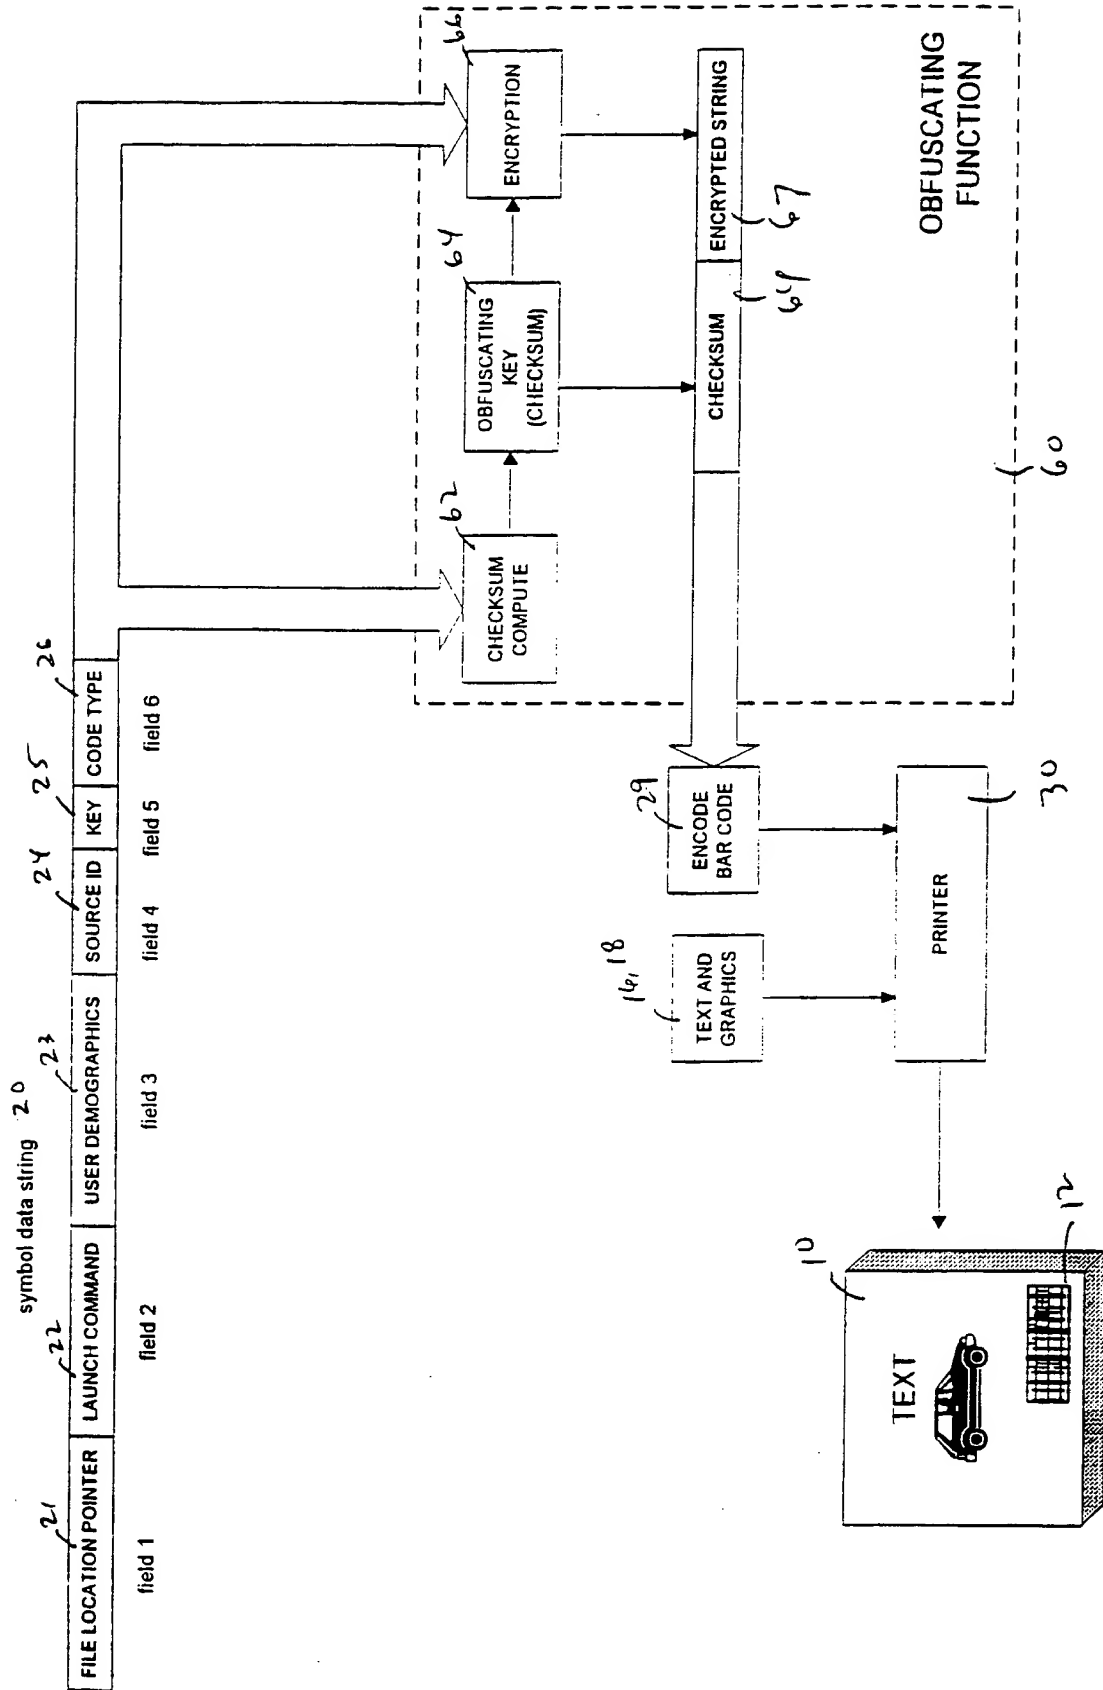 symbol data string 20
21 22 23 24 25 26
FILE LOCATION POINTER LAUNCH COMMAND USER DEMOGRAPHICS SOURCE ID KEY CODE TYPE
field 1 field 2 field 3 field 4 field 5 field 6
62
CHECKSUM
COMPUTE
64
OBFUSCATING
KEY
(CHECKSUM)
66
ENCRYPTION
CHECKSUM
64
ENCRYPTED STRING
67
OBFUSCATING
FUNCTION
60
29
ENCODE
BAR CODE
16, 18
TEXT AND
GRAPHICS
PRINTER
30
10
TEXT
12